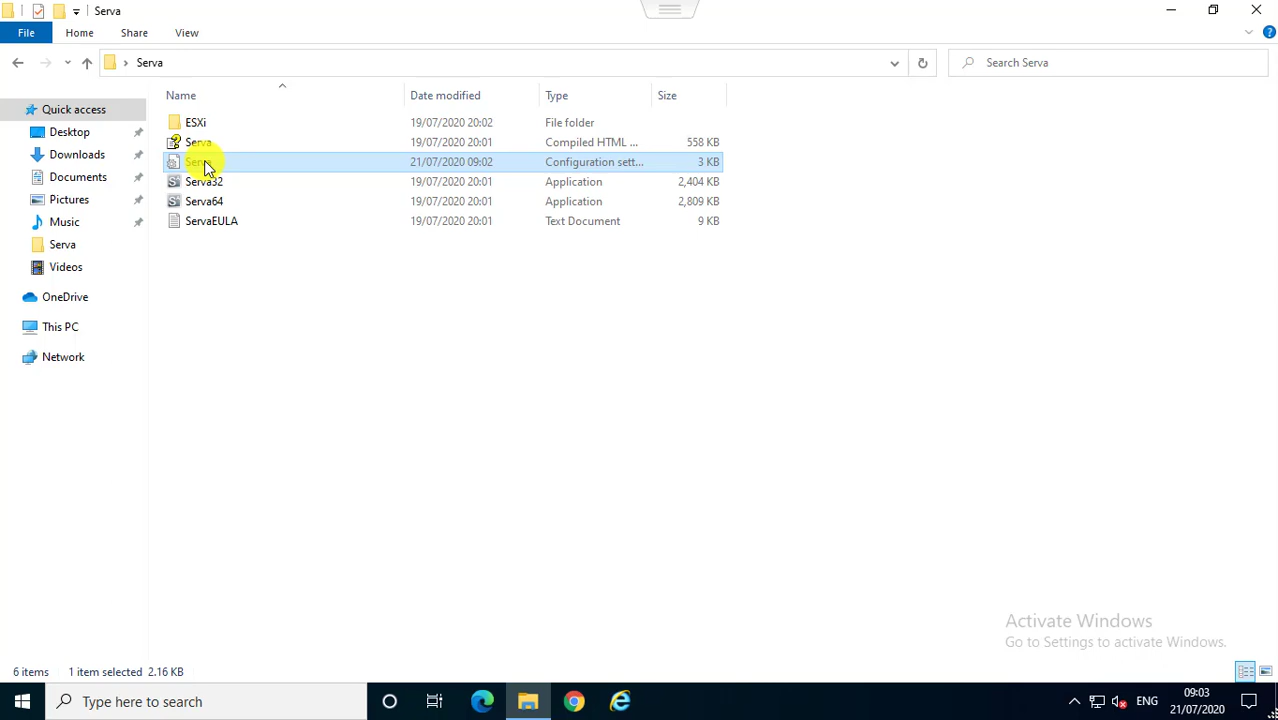 Serva
File Home Share View
Serva
Search Serva
Name Date modified Type Size
Quick access
Desktop
Downloads
Documents
Pictures
Music
Serva
Videos
OneDrive
This PC
Network
ESXi 19/07/2020 20:02 File folder
Serva 19/07/2020 20:01 Compiled HTML ... 558 KB
Serva 21/07/2020 09:02 Configuration sett... 3 KB
Serva32 19/07/2020 20:01 Application 2,404 KB
Serva64 19/07/2020 20:01 Application 2,809 KB
ServaEULA 19/07/2020 20:01 Text Document 9 KB
Activate Windows
Go to Settings to activate Windows.
6 items 1 item selected 2.16 KB
Type here to search
ENG
09:03
21/07/2020